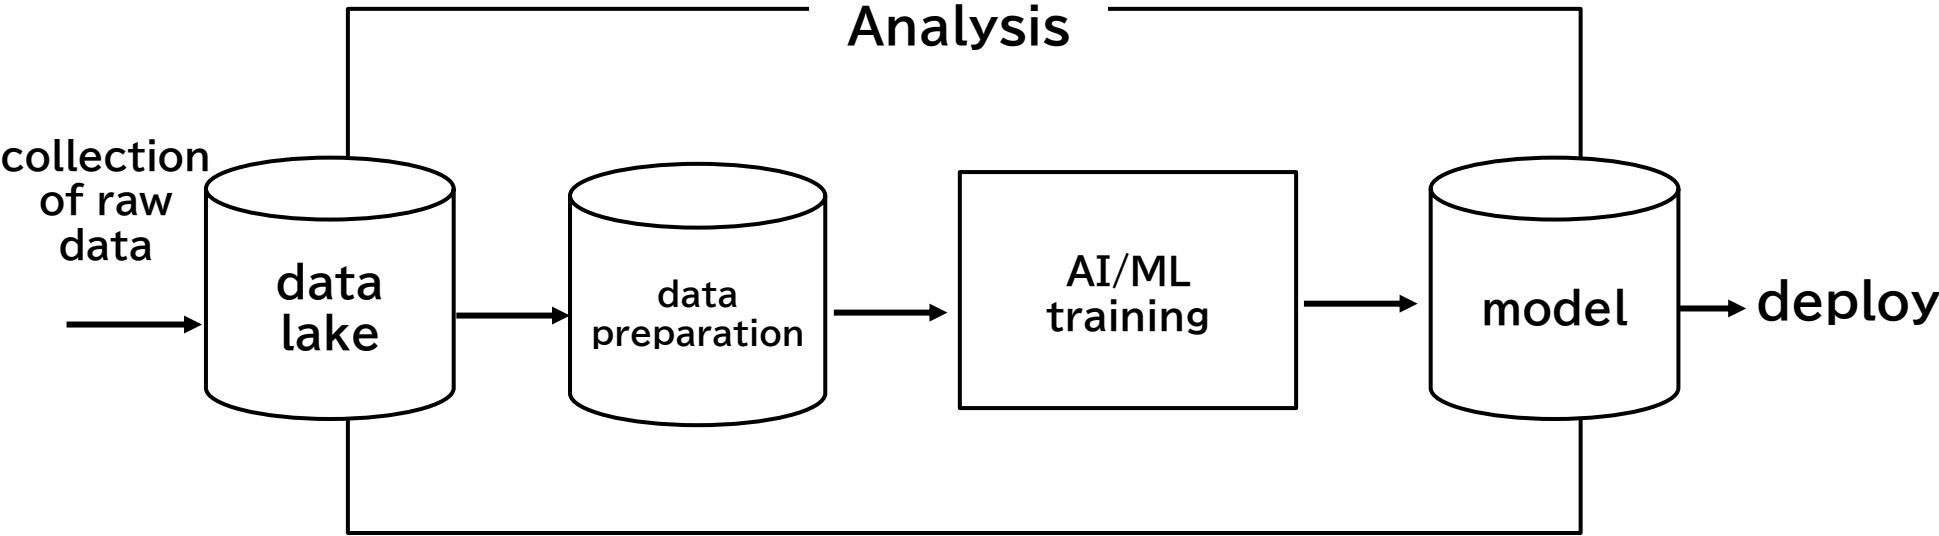 Analysis
collection
of raw
data
data
lake
data
preparation
AI/ML
training
model
deploy